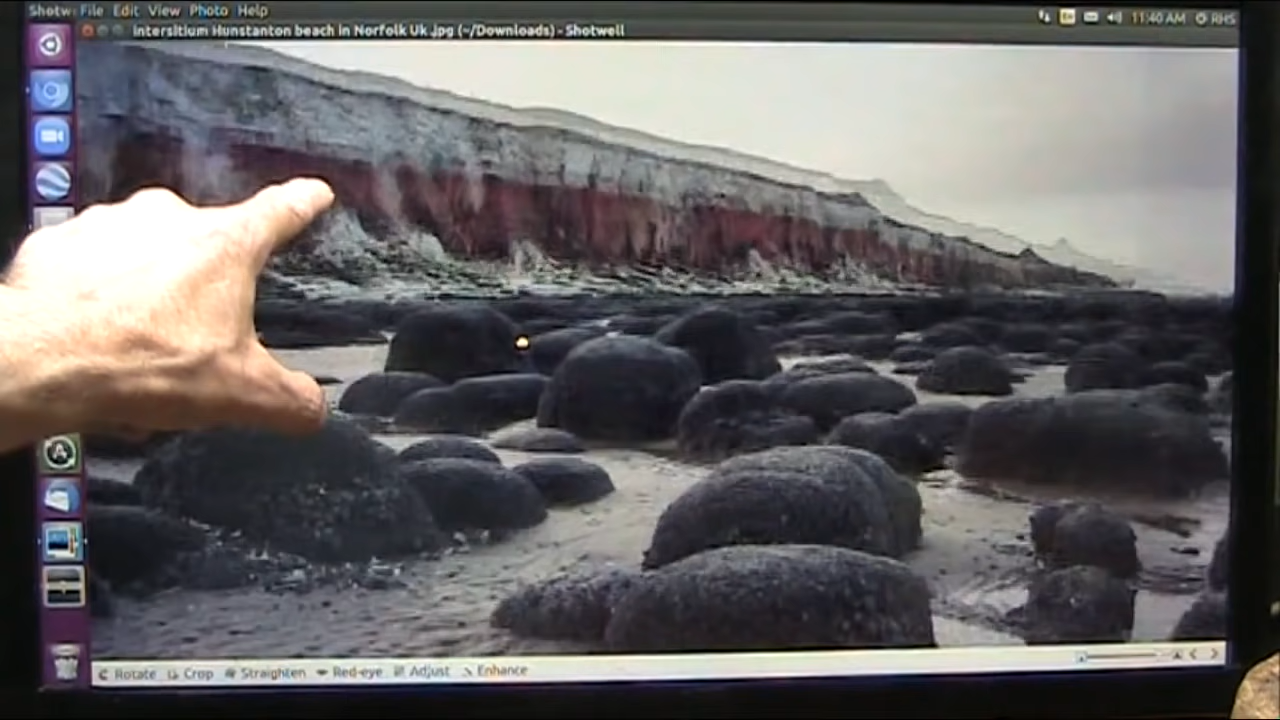 Shotw File Edit View Photo Help
11:40 AM RHS
intersitium Hunstanton beach in Norfolk Uk .jpg (~/Downloads) - Shotwell
Rotate Crop Straighten Red-eye Adjust Enhance